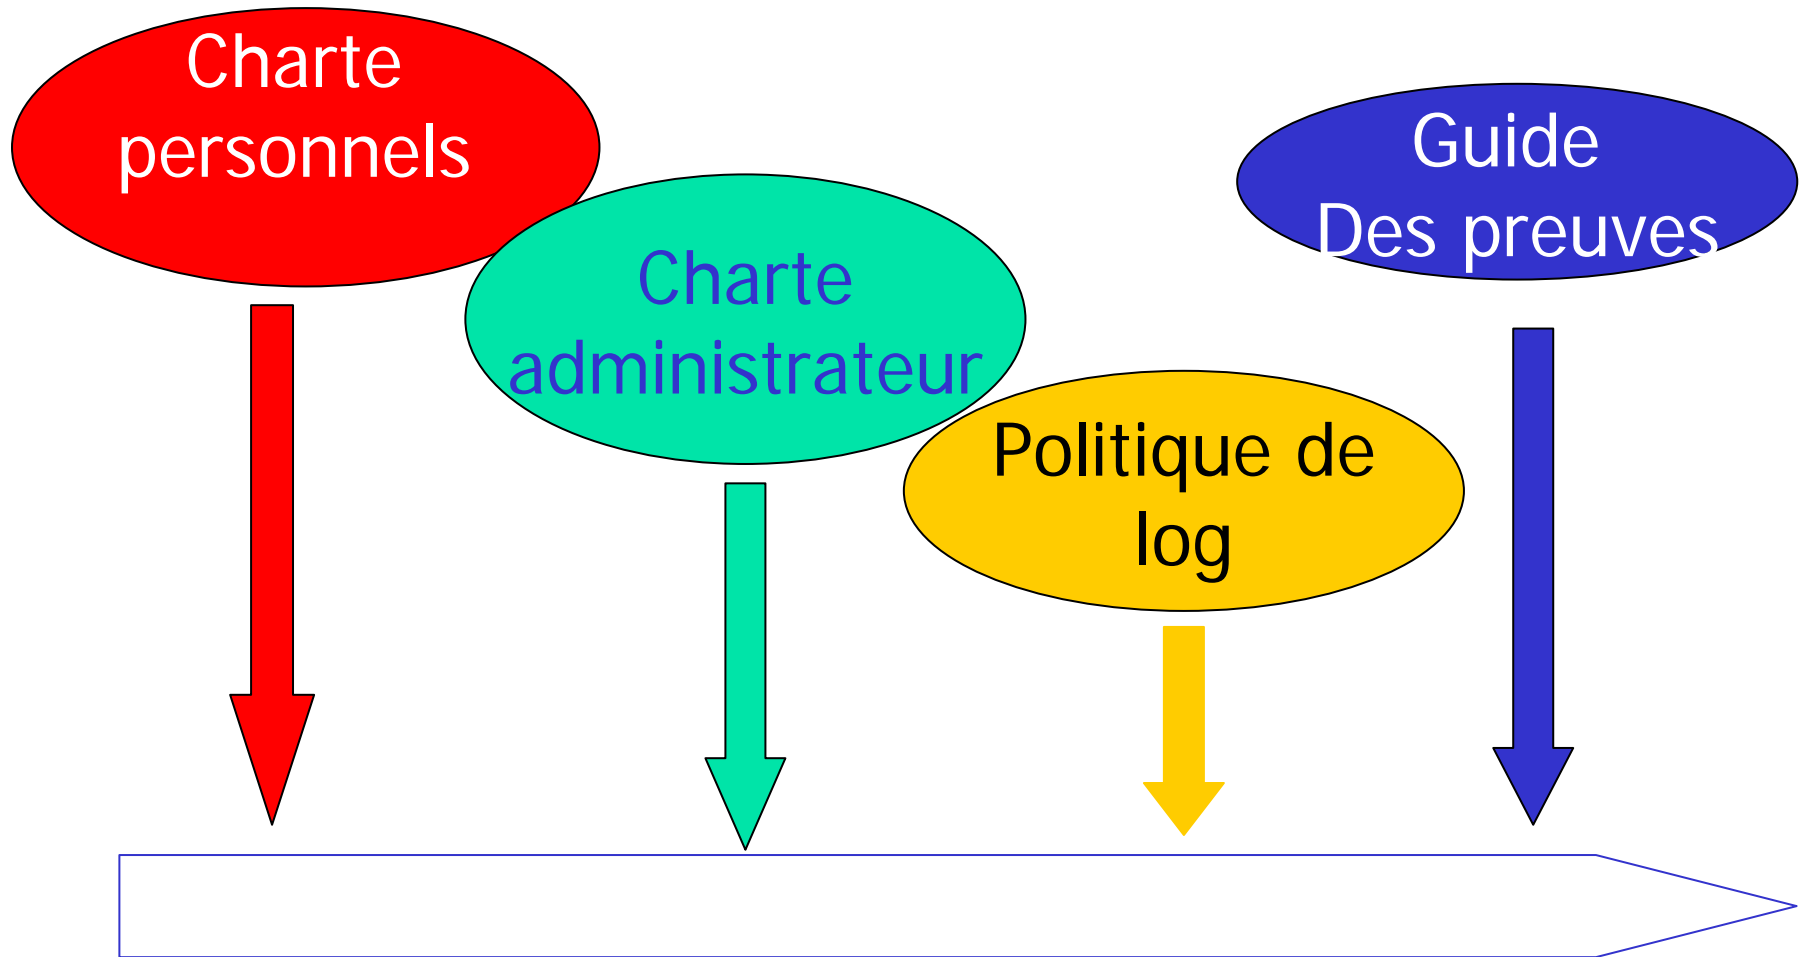 Charte
personnels
Charte
administrateur
Politique de
log
Guide
Des preuves